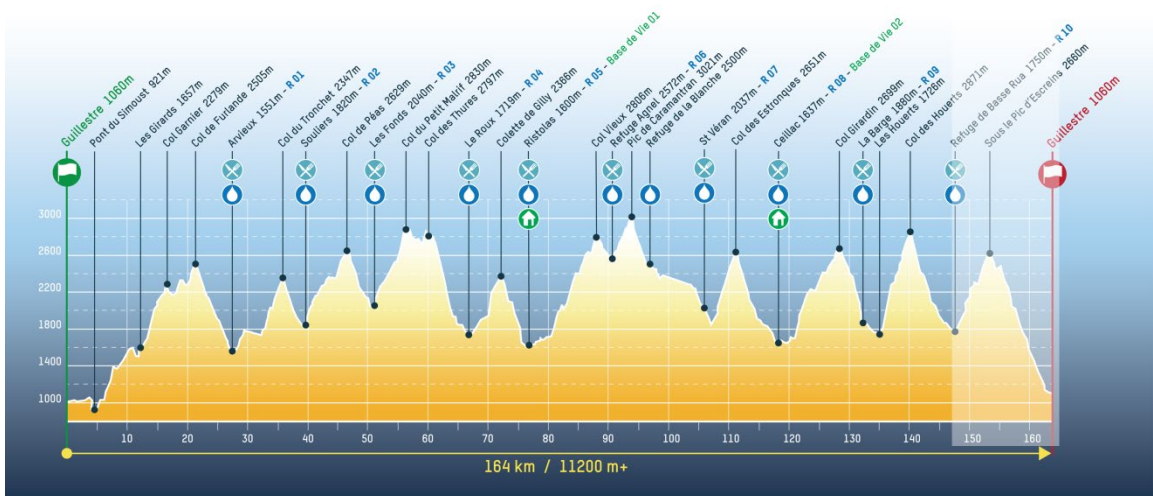 Guillestre 1060m
Pont du Simoust 921m
Les Girards 1657m
Col Garnier 2279m
Col de Furfande 2505m
Arvieux 1551m - R 01
Col du Tronchet 2347m
Souliers 1820m - R 02
Col de Péas 2629m
Les Fonds 2040m - R 03
Col du Petit Malrif 2830m
Col des Thures 2797m
Le Roux 1719m - R 04
Colette de Gilly 2366m
Ristolas 1600m - R 05 - Base de Vie 01
Col Vieux 2806m
Refuge Agnel 2572m - R 06
Pic de Caramantran 3021m
Refuge de la Blanche 2500m
St Véran 2037m - R 07
Col des Estronques 2651m
Ceillac 1637m - R 08 - Base de Vie 02
Col Girardin 2699m
La Barge 1880m - R 09
Les Houerts 1726m
Col des Houerts 2871m
Refuge de Basse Rua 1750m - R 10
Sous le Pic d'Escreins 2660m
Guillestre 1060m
3000
2600
2200
1800
1400
1000
10 20 30 40 50 60 70 80 90 100 110 120 130 140 150 160
164 km / 11200 m+